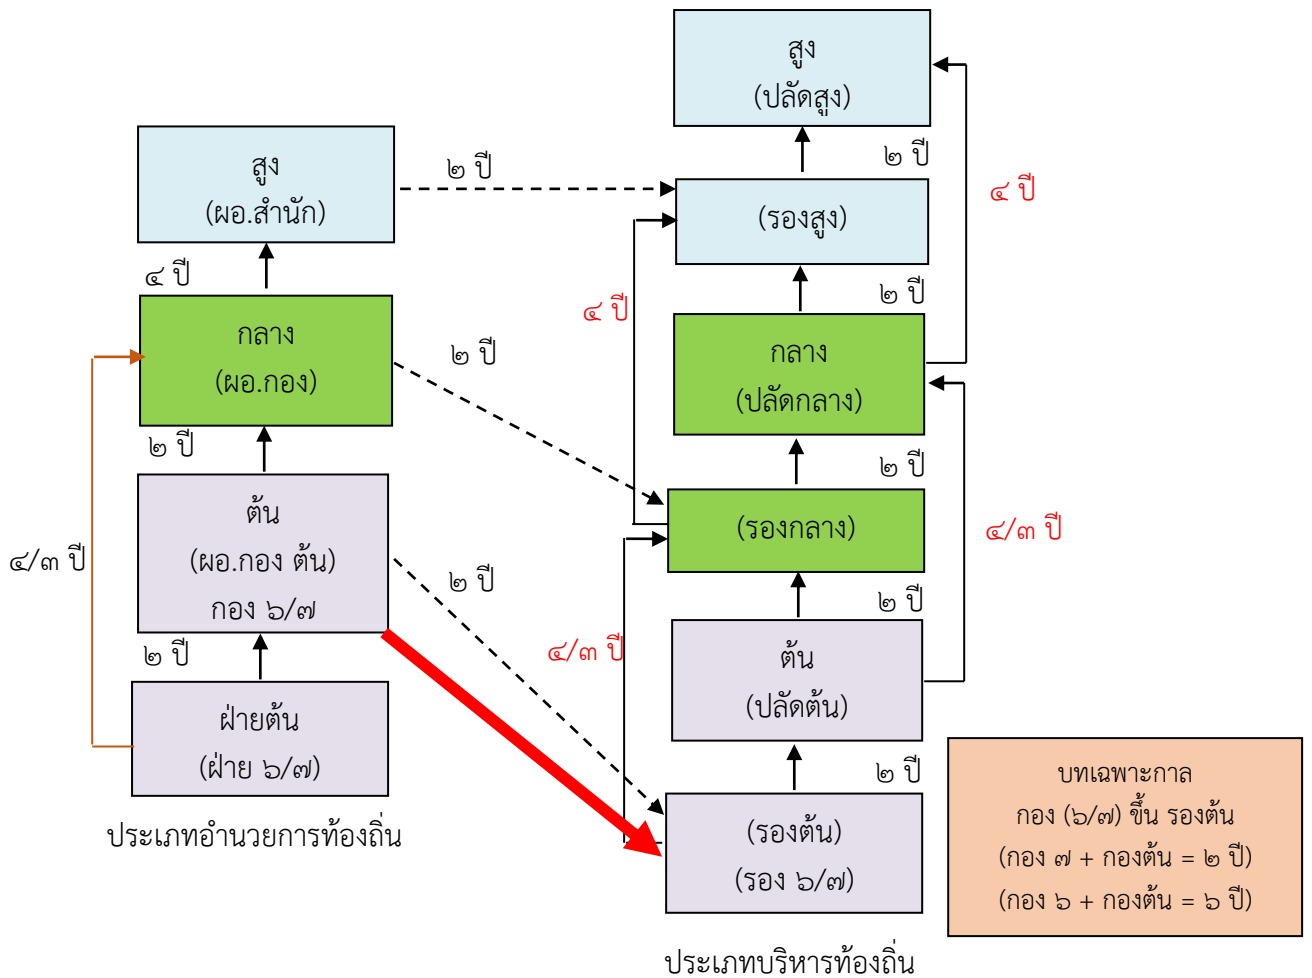 สูง
(ปลัดสูง)
๒ ปี
๔ ปี
สูง
(ผอ.สำนัก)
๒ ปี
(รองสูง)
๔ ปี
๒ ปี
๔ ปี
กลาง
(ผอ.กอง)
๒ ปี
กลาง
(ปลัดกลาง)
๒ ปี
๒ ปี
ต้น
(ผอ.กอง ต้น)
กอง ๖/๗
๔/๓ ปี
(รองกลาง)
๔/๓ ปี
๒ ปี
๒ ปี
๒ ปี
๔/๓ ปี
ต้น
(ปลัดต้น)
ฝ่ายต้น
(ฝ่าย ๖/๗)
๒ ปี
ประเภทอำนวยการท้องถิ่น
(รองต้น)
(รอง ๖/๗)
บทเฉพาะกาล
กอง (๖/๗) ขึ้น รองต้น
(กอง ๗ + กองต้น = ๒ ปี)
(กอง ๖ + กองต้น = ๖ ปี)
ประเภทบริหารท้องถิ่น